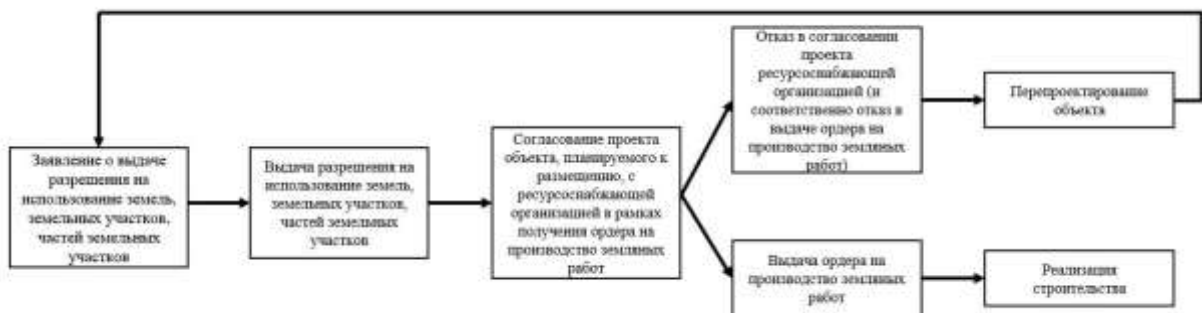 Заявление о выдаче
разрешения на
использование земель,
земельных участков,
частей земельных
участков
Выдача разрешения на
использование земель,
земельных участков,
частей земельных
участков
Согласование проекта
объекта, планируемого к
размещению, с
ресурсоснабжающей
организацией в рамках
получения ордера на
производство земляных
работ
Отказ в согласовании
проекта
ресурсоснабжающей
организацией (и
соответственно отказ в
выдаче ордера на
производство земляных
работ)
Перепроектирование
объекта
Выдача ордера на
производство земляных
работ
Реализация
строительства